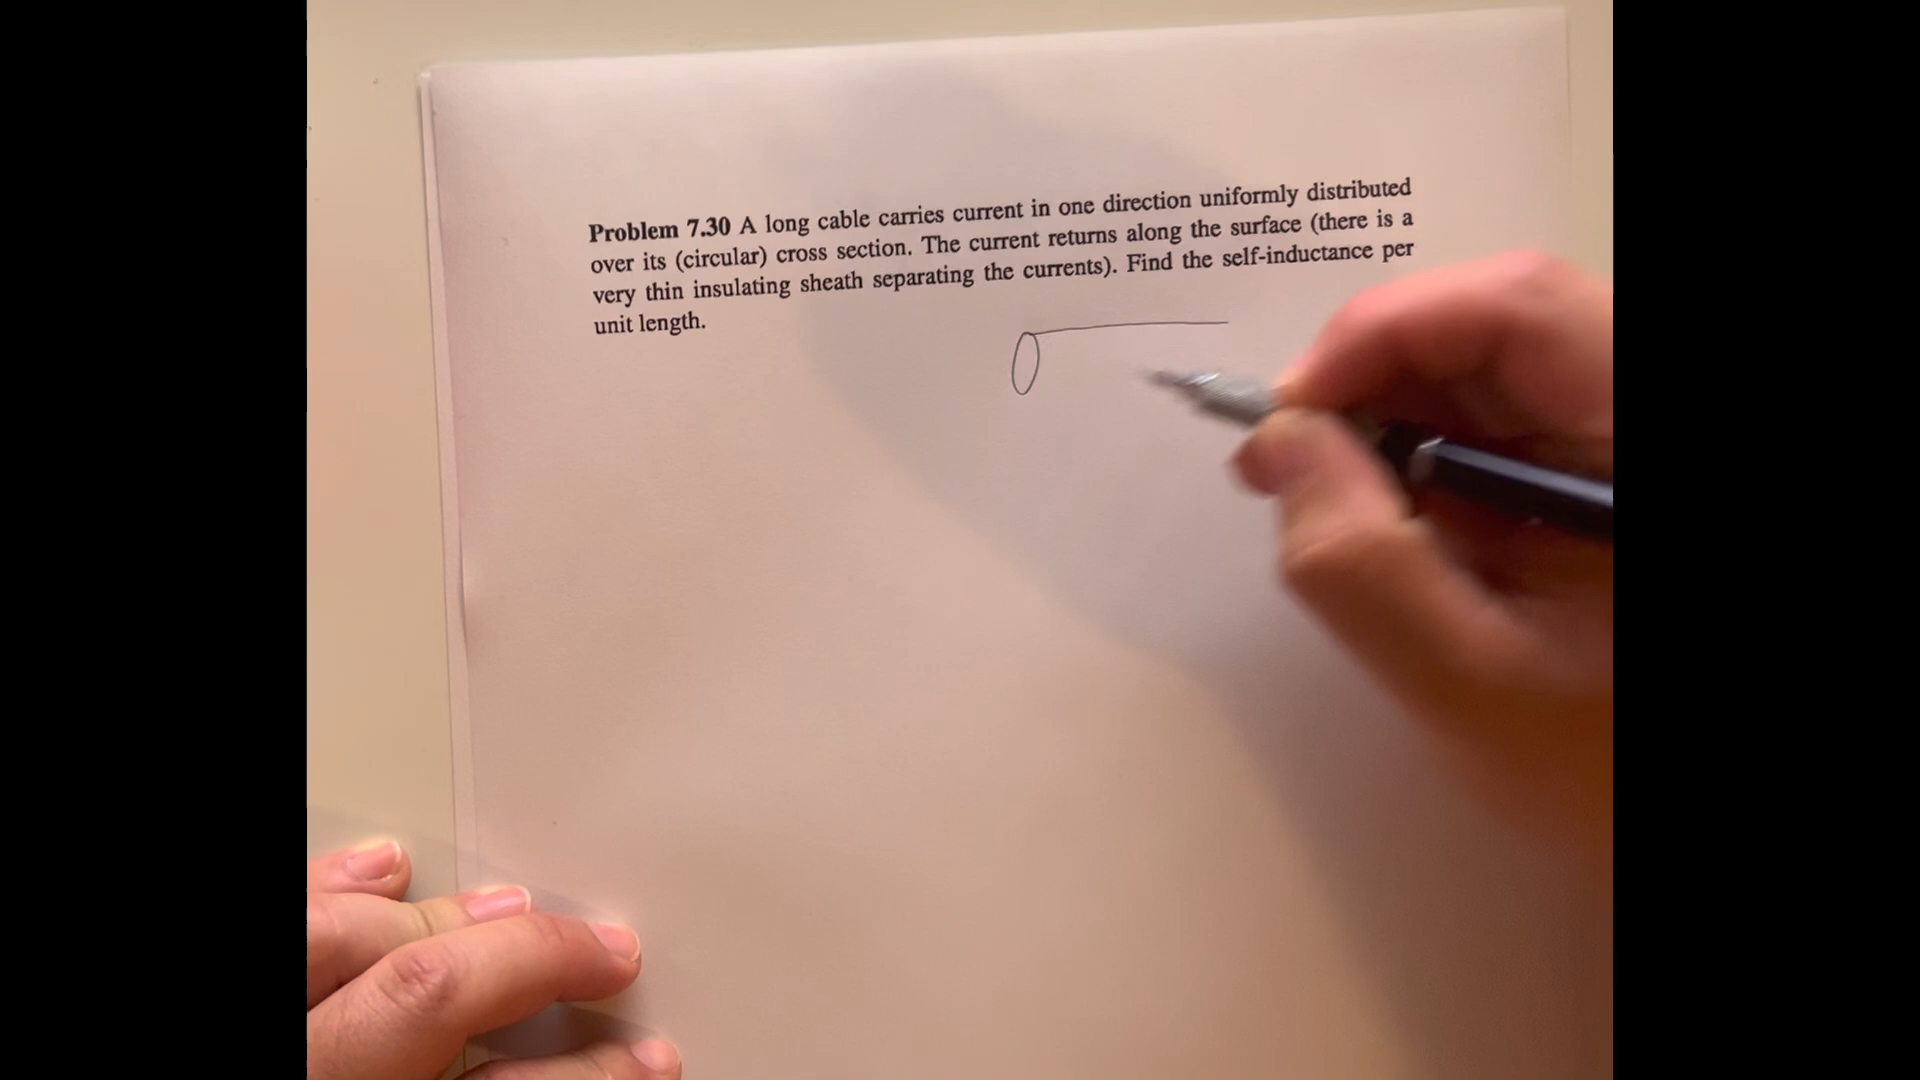 Problem 7.30 A long cable carries current in one direction uniformly distributed
over its (circular) cross section. The current returns along the surface (there is a
very thin insulating sheath separating the currents). Find the self-inductance per
unit length.